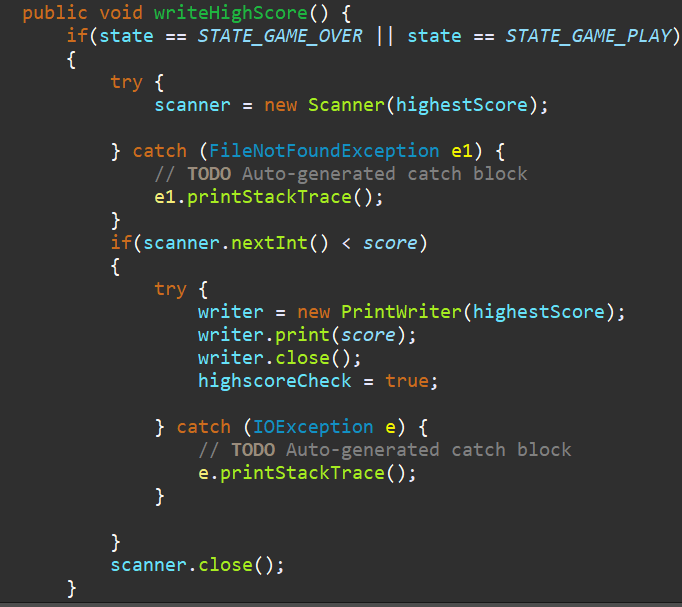 public void writeHighScore() {
if(state == STATE_GAME_OVER || state == STATE_GAME_PLAY)
{
try {
scanner = new Scanner(highestScore);
} catch (FileNotFoundException e1) {
// TODO Auto-generated catch block
e1.printStackTrace();
}
if(scanner.nextInt() < score)
{
try {
writer = new PrintWriter(highestScore);
writer.print(score);
writer.close();
highscoreCheck = true;
} catch (IOException e) {
// TODO Auto-generated catch block
e.printStackTrace();
}
}
scanner.close();
}